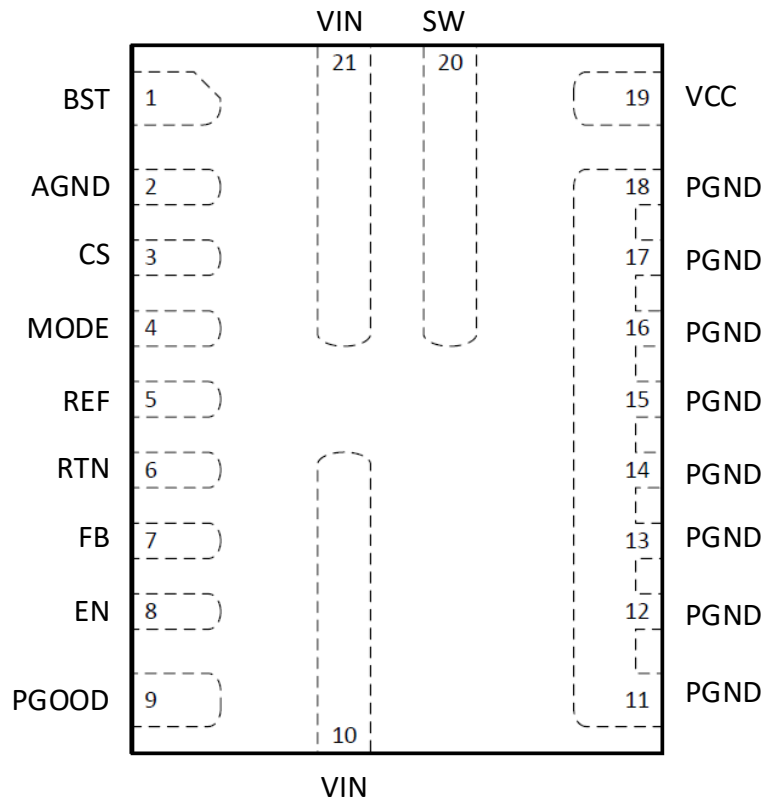 VIN SW
21 20
BST 1 19 VCC
AGND 2 18 PGND
CS 3 17 PGND
MODE 4 16 PGND
REF 5 15 PGND
RTN 6 14 PGND
FB 7 13 PGND
EN 8 12 PGND
PGOOD 9 11 PGND
10
VIN